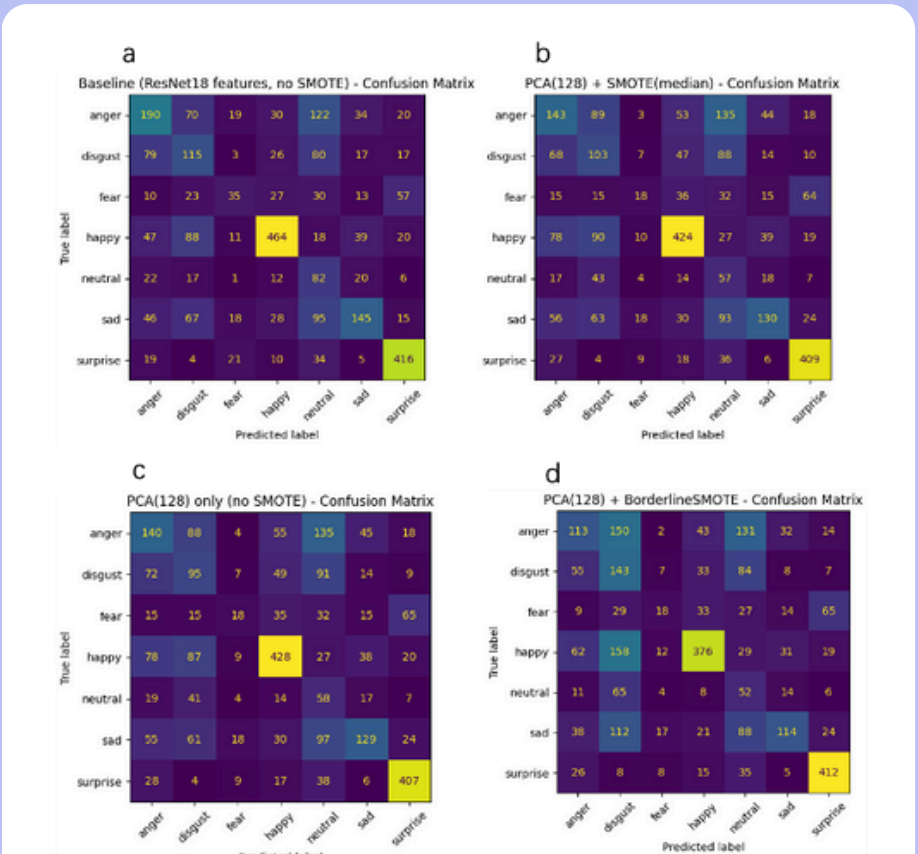 a
Baseline (ResNet18 features, no SMOTE) - Confusion Matrix
True label
anger 190 70 19 30 122 34 20
disgust 79 115 3 26 80 17 17
fear 10 23 35 27 30 13 57
happy 47 88 11 464 18 39 20
neutral 22 17 1 12 82 20 6
sad 46 67 18 28 95 145 15
surprise 19 4 21 10 34 5 416
anger disgust fear happy neutral sad surprise
Predicted label
b
PCA(128) + SMOTE(median) - Confusion Matrix
anger 143 89 3 53 135 44 18
disgust 68 103 7 47 88 14 10
fear 15 15 18 36 32 15 64
happy 78 90 10 424 27 39 19
neutral 17 43 4 14 57 18 7
sad 56 63 18 30 93 130 24
surprise 27 4 9 18 36 6 409
anger disgust fear happy neutral sad surprise
Predicted label
c
PCA(128) only (no SMOTE) - Confusion Matrix
True label
anger 140 88 4 55 135 45 18
disgust 72 95 7 49 91 14 9
fear 15 15 18 35 32 15 65
happy 78 87 9 428 27 38 20
neutral 19 41 4 14 58 17 7
sad 55 61 18 30 97 129 24
surprise 28 4 9 17 38 6 407
anger disgust fear happy neutral sad surprise
d
PCA(128) + BorderlineSMOTE - Confusion Matrix
True label
anger 113 150 2 43 131 32 14
disgust 55 143 7 33 84 8 7
fear 9 29 18 33 27 14 65
happy 62 158 12 376 29 31 19
neutral 11 65 4 8 52 14 6
sad 38 112 17 21 88 114 24
surprise 26 8 8 15 35 5 412
anger disgust fear happy neutral sad surprise
Predicted label